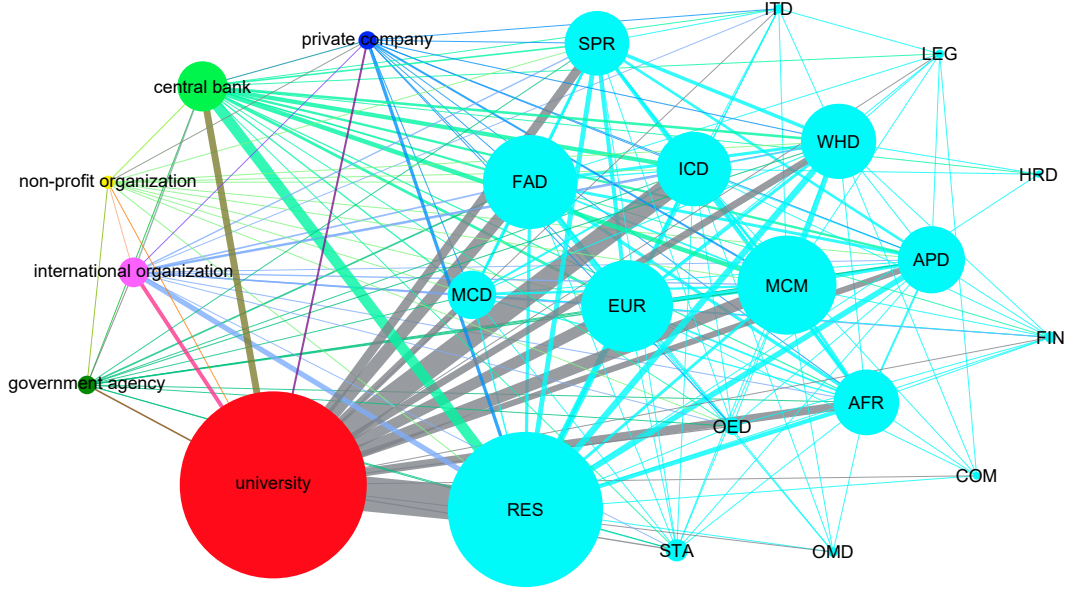 ITD
private company
SPR
LEG
central bank
WHD
ICD
FAD
HRD
non-profit organization
APD
international organization
MCM
MCD
EUR
FIN
government agency
AFR
OED
COM
university
RES
STA
OMD